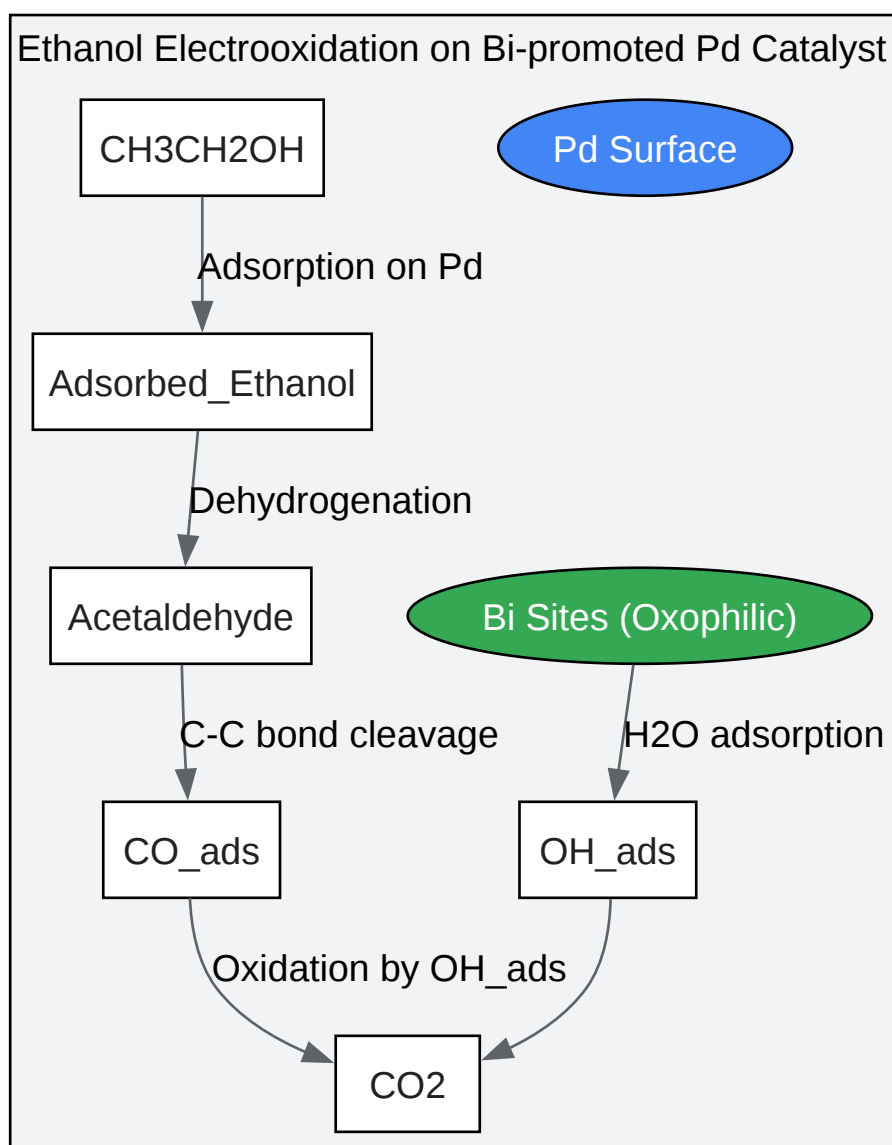 Ethanol Electrooxidation on Bi-promoted Pd Catalyst
CH3CH2OH
Pd Surface
Adsorption on Pd
Adsorbed_Ethanol
Dehydrogenation
Acetaldehyde
Bi Sites (Oxophilic)
C-C bond cleavage
H2O adsorption
CO_ads
OH_ads
Oxidation by OH_ads
CO2